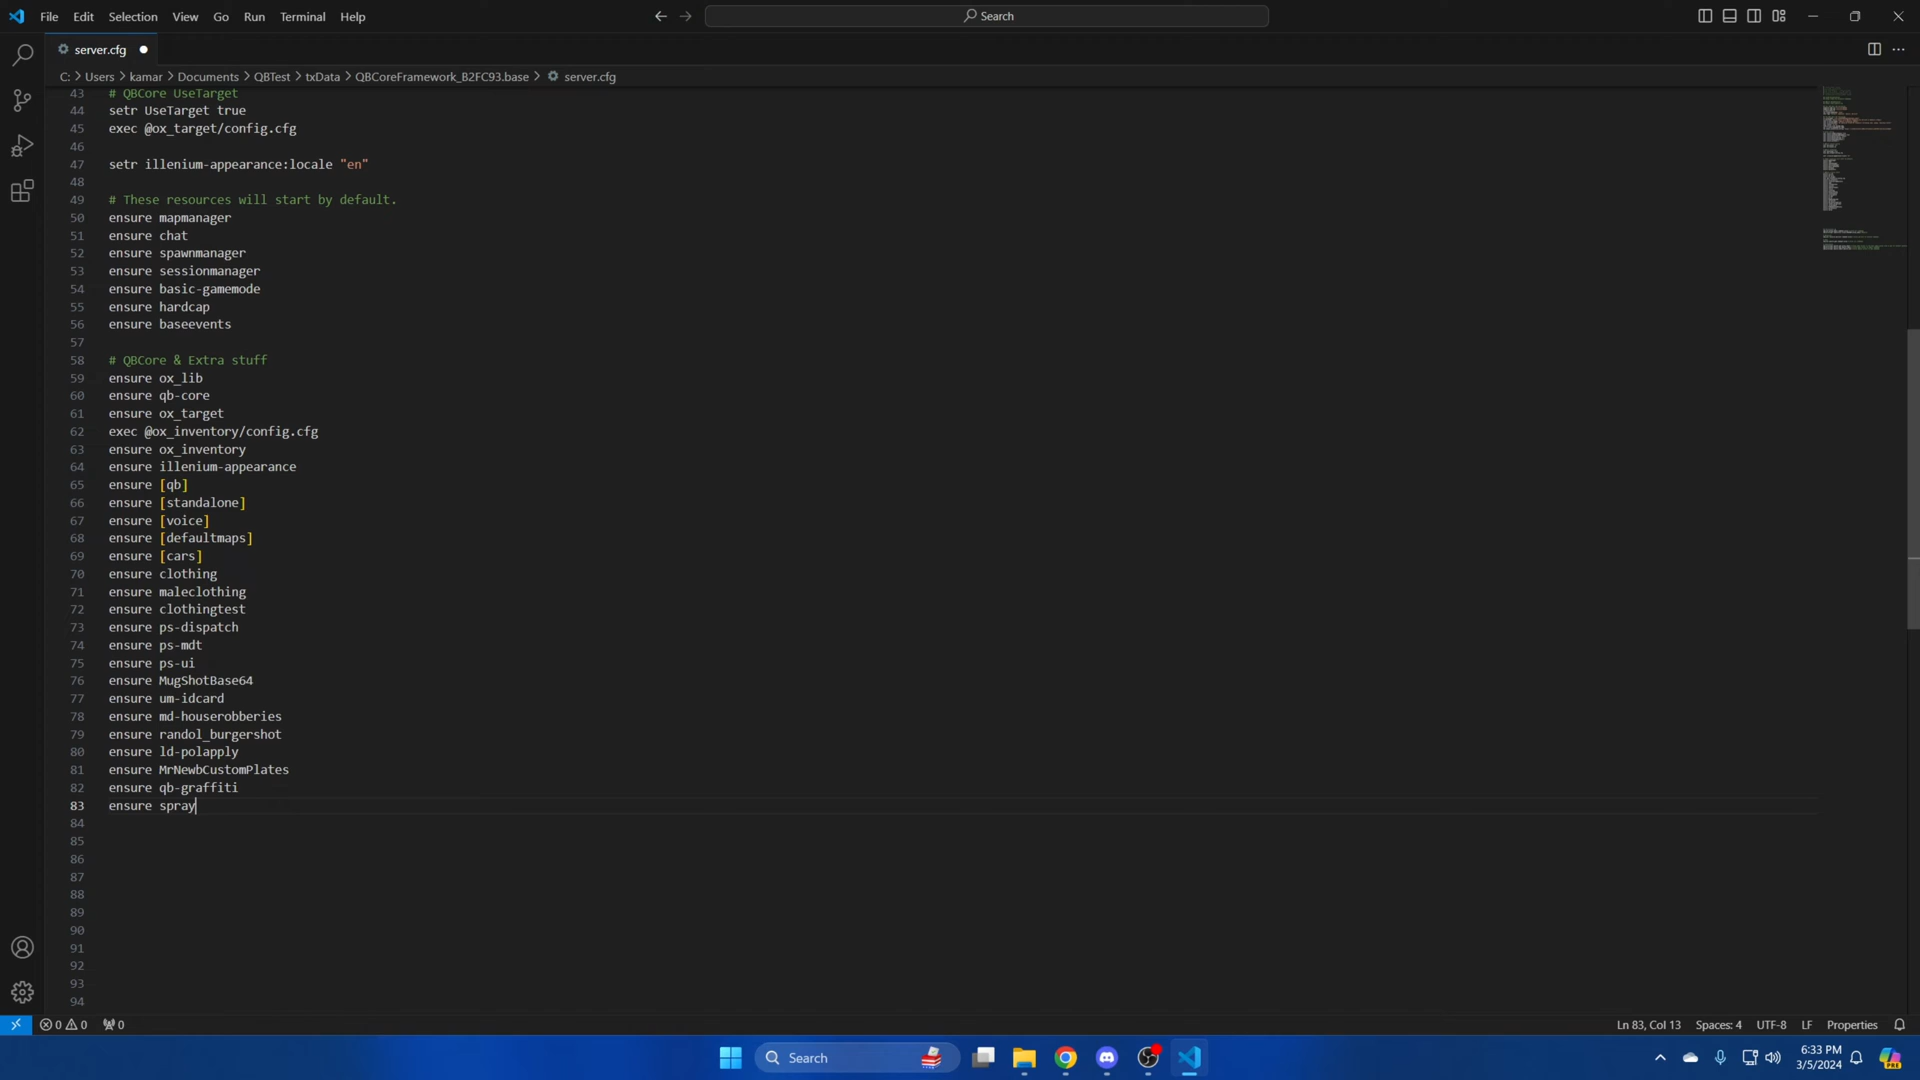 File Edit Selection View Go Run Terminal Help
Search
server.cfg
C: > Users > kamar > Documents > QBTest > txData > QBCoreFramework_B2FC93.base > server.cfg
43 # QBCore UseTarget
44 setr UseTarget true
45 exec @ox_target/config.cfg
46
47 setr illenium-appearance:locale "en"
48
49 # These resources will start by default.
50 ensure mapmanager
51 ensure chat
52 ensure spawnmanager
53 ensure sessionmanager
54 ensure basic-gamemode
55 ensure hardcap
56 ensure baseevents
57
58 # QBCore & Extra stuff
59 ensure ox_lib
60 ensure qb-core
61 ensure ox_target
62 exec @ox_inventory/config.cfg
63 ensure ox_inventory
64 ensure illenium-appearance
65 ensure [qb]
66 ensure [standalone]
67 ensure [voice]
68 ensure [defaultmaps]
69 ensure [cars]
70 ensure clothing
71 ensure maleclothing
72 ensure clothingtest
73 ensure ps-dispatch
74 ensure ps-mdt
75 ensure ps-ui
76 ensure MugShotBase64
77 ensure um-idcard
78 ensure md-houserobberies
79 ensure randol_burgershot
80 ensure ld-polapply
81 ensure MrNewbCustomPlates
82 ensure qb-graffiti
83 ensure spray
84
85
86
87
88
89
90
91
92
93
94
0 0 0 Ln 83, Col 13 Spaces: 4 UTF-8 LF Properties
Search
6:33 PM
3/5/2024
PRE